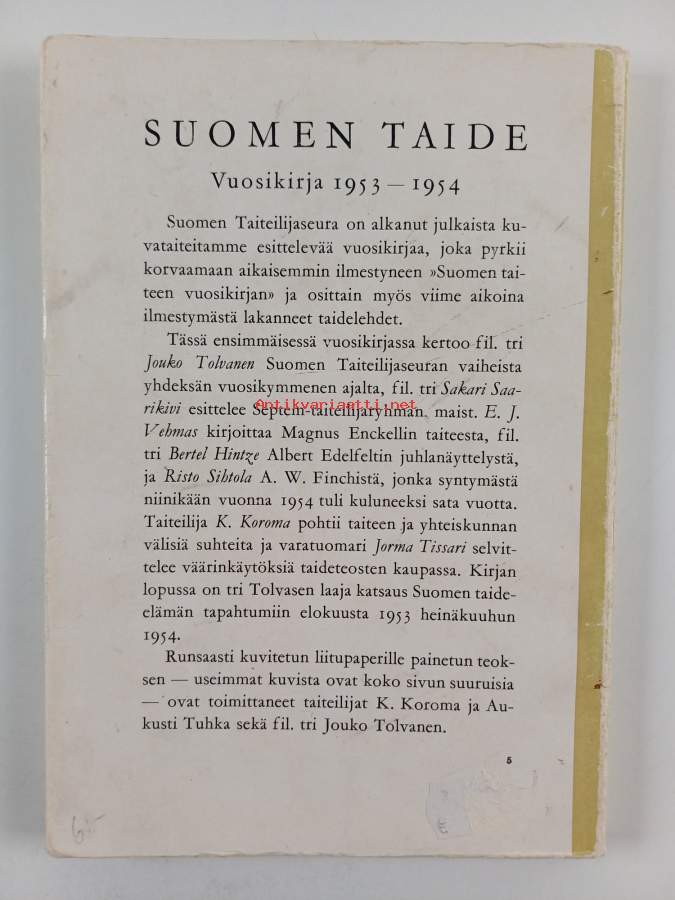 SUOMEN TAIDE
Vuosikirja 1953 — 1954
Suomen Taiteilijaseura on alkanut julkaista ku-
vataiteitamme esittelevää vuosikirjaa, joka pyrkii
korvaamaan aikaisemmin ilmestyneen »Suomen tai-
teen vuosikirjan» ja osittain myös viime aikoina
ilmestymästä lakanneet taidelehdet.
Tässä ensimmäisessä vuosikirjassa kertoo fil. tri
Jouko Tolvanen Suomen Taiteilijaseuran vaiheista
yhdeksän vuosikymmenen ajalta, fil. tri Sakari Saa-
rikivi esittelee Septem-taiteilijaryhmän, maist. E. J.
Antikvariaatti.net
Vehmas kirjoittaa Magnus Enckellin taiteesta, fil.
tri Bertel Hintze Albert Edelfeltin juhlanäyttelystä,
ja Risto Sihtola A. W. Finchistä, jonka syntymästä
niinikään vuonna 1954 tuli kuluneeksi sata vuotta.
Taiteilija K. Koroma pohtii taiteen ja yhteiskunnan
välisiä suhteita ja varatuomari Jorma Tissari selvit-
telee väärinkäytöksiä taideteosten kaupassa. Kirjan
lopussa on tri Tolvasen laaja katsaus Suomen taide-
elämän tapahtumiin elokuusta 1953 heinäkuuhun
1954.
Runsaasti kuvitetun liitupaperille painetun teok-
sen — useimmat kuvista ovat koko sivun suuruisia
— ovat toimittaneet taiteilijat K. Koroma ja Au-
kusti Tuhka sekä fil. tri Jouko Tolvanen.
5